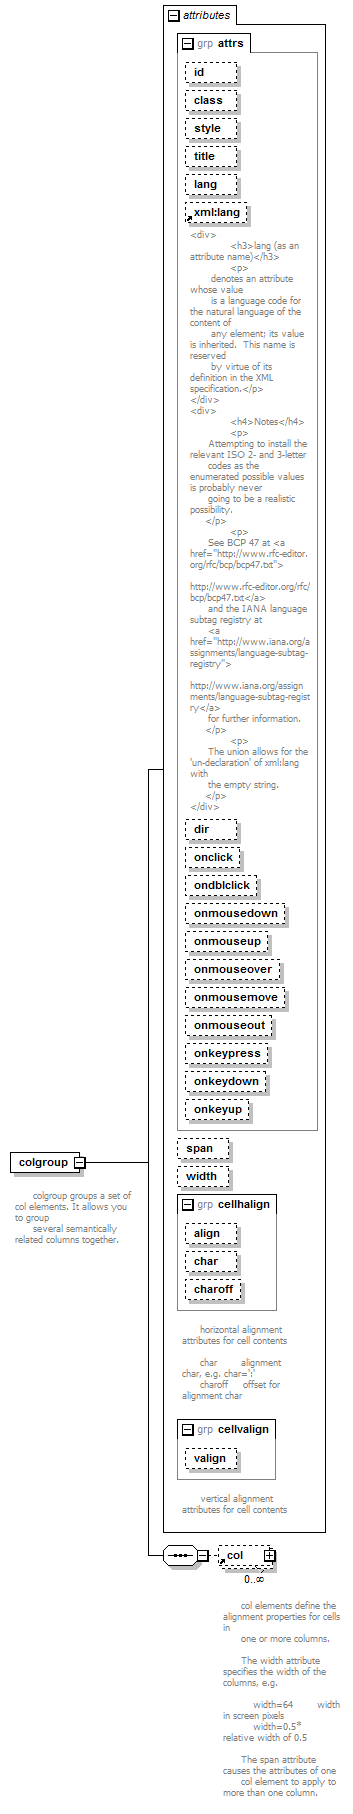 attributes
grp attrs
id
class
style
title
lang
xml:lang
<div>
<h3>lang (as an
attribute name)</h3>
<p>
denotes an attribute
whose value
is a language code for
the natural language of the
content of
any element; its value
is inherited.  This name is
reserved
by virtue of its
definition in the XML
specification.</p>
</div>
<div>
<h4>Notes</h4>
<p>
Attempting to install the
relevant ISO 2- and 3-letter
codes as the
enumerated possible values
is probably never
going to be a realistic
possibility.
</p>
<p>
See BCP 47 at <a
href="http://www.rfc-editor.
org/rfc/bcp/bcp47.txt">
http://www.rfc-editor.org/rfc/
bcp/bcp47.txt</a>
and the IANA language
subtag registry at
<a
href="http://www.iana.org/a
ssignments/language-subtag-
registry">
http://www.iana.org/assign
ments/language-subtag-regist
ry</a>
for further information.
</p>
<p>
The union allows for the
'un-declaration' of xml:lang
with
the empty string.
</p>
</div>
dir
onclick
ondblclick
onmousedown
onmouseup
onmouseover
onmousemove
onmouseout
onkeypress
onkeydown
onkeyup
span
colgroup
width
colgroup groups a set of
col elements. It allows you
to group
several semantically
related columns together.
grp cellhalign
align
char
charoff
horizontal alignment
attributes for cell contents
char alignment
char, e.g. char=':'
charoff offset for
alignment char
grp cellvalign
valign
vertical alignment
attributes for cell contents
col
0..∞
col elements define the
alignment properties for cells
in
one or more columns.
The width attribute
specifies the width of the
columns, e.g.
width=64 width
in screen pixels
width=0.5*
relative width of 0.5
The span attribute
causes the attributes of one
col element to apply to
more than one column.